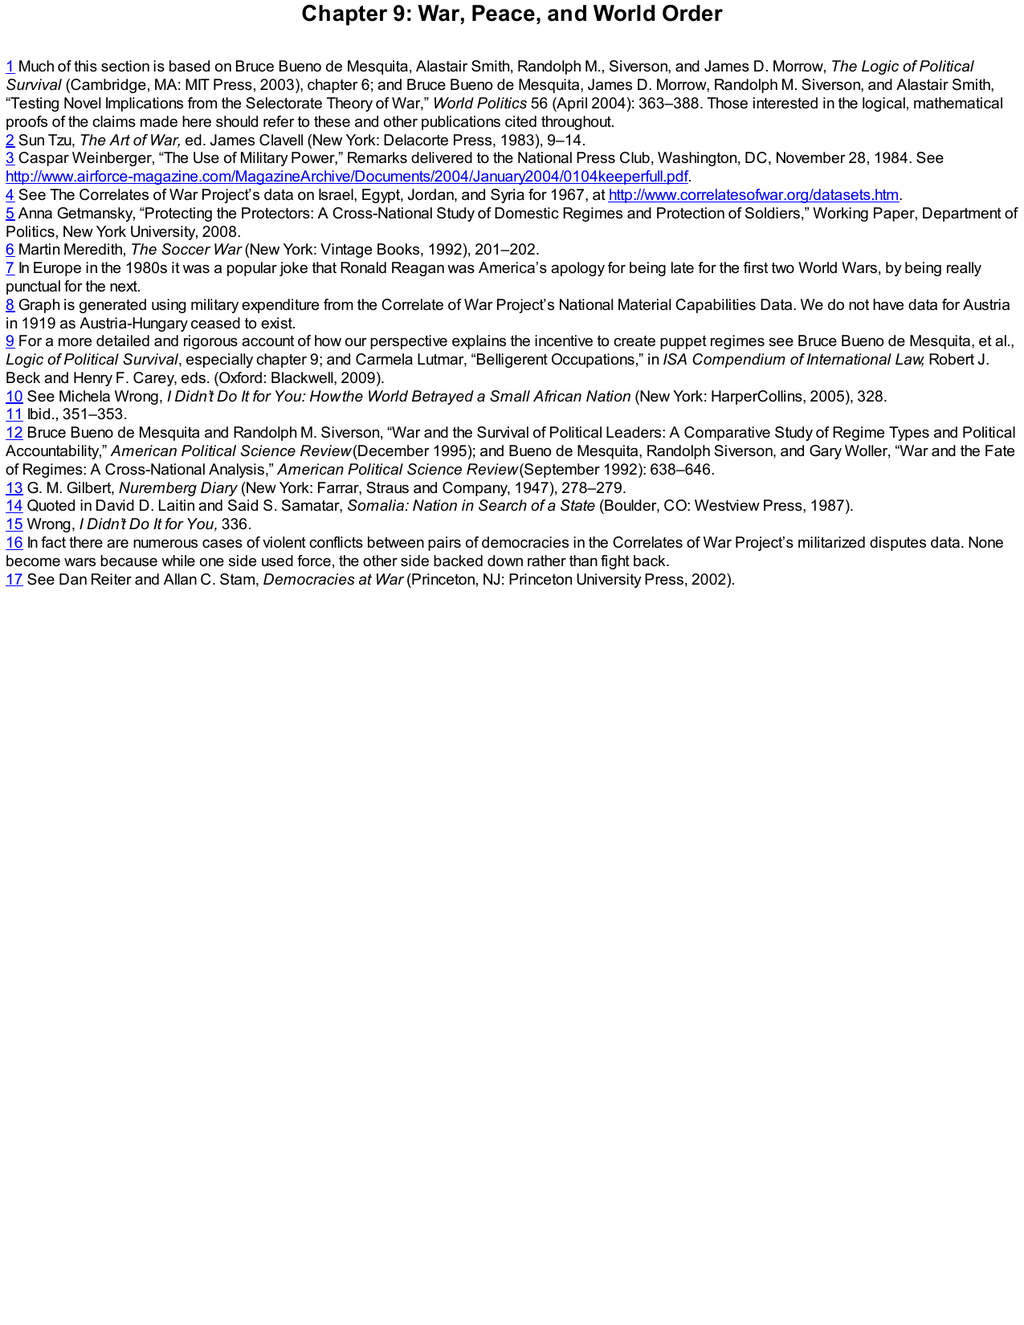 Chapter 9: War, Peace, and World Order
1 Much of this section is based on Bruce Bueno de Mesquita, Alastair Smith, Randolph M., Siverson, and James D. Morrow, The Logic of Political
Survival (Cambridge, MA: MIT Press, 2003), chapter 6; and Bruce Bueno de Mesquita, James D. Morrow, Randolph M. Siverson, and Alastair Smith,
“Testing Novel Implications from the Selectorate Theory of War,” World Politics 56 (April 2004): 363–388. Those interested in the logical, mathematical
proofs of the claims made here should refer to these and other publications cited throughout.
2 Sun Tzu, The Art of War, ed. James Clavell (New York: Delacorte Press, 1983), 9–14.
3 Caspar Weinberger, “The Use of Military Power,” Remarks delivered to the National Press Club, Washington, DC, November 28, 1984. See
http://www.airforce-magazine.com/MagazineArchive/Documents/2004/January2004/0104keeperfull.pdf.
4 See The Correlates of War Project’s data on Israel, Egypt, Jordan, and Syria for 1967, at http://www.correlatesofwar.org/datasets.htm.
5 Anna Getmansky, “Protecting the Protectors: A Cross-National Study of Domestic Regimes and Protection of Soldiers,” Working Paper, Department of
Politics, New York University, 2008.
6 Martin Meredith, The Soccer War (New York: Vintage Books, 1992), 201–202.
7 In Europe in the 1980s it was a popular joke that Ronald Reagan was America’s apology for being late for the first two World Wars, by being really
punctual for the next.
8 Graph is generated using military expenditure from the Correlate of War Project’s National Material Capabilities Data. We do not have data for Austria
in 1919 as Austria-Hungary ceased to exist.
9 For a more detailed and rigorous account of how our perspective explains the incentive to create puppet regimes see Bruce Bueno de Mesquita, et al.,
Logic of Political Survival, especially chapter 9; and Carmela Lutmar, “Belligerent Occupations,” in ISA Compendium of International Law, Robert J.
Beck and Henry F. Carey, eds. (Oxford: Blackwell, 2009).
10 See Michela Wrong, I Didn’t Do It for You: How the World Betrayed a Small African Nation (New York: HarperCollins, 2005), 328.
11 Ibid., 351–353.
12 Bruce Bueno de Mesquita and Randolph M. Siverson, “War and the Survival of Political Leaders: A Comparative Study of Regime Types and Political
Accountability,” American Political Science Review (December 1995); and Bueno de Mesquita, Randolph Siverson, and Gary Woller, “War and the Fate
of Regimes: A Cross-National Analysis,” American Political Science Review (September 1992): 638–646.
13 G. M. Gilbert, Nuremberg Diary (New York: Farrar, Straus and Company, 1947), 278–279.
14 Quoted in David D. Laitin and Said S. Samatar, Somalia: Nation in Search of a State (Boulder, CO: Westview Press, 1987).
15 Wrong, I Didn’t Do It for You, 336.
16 In fact there are numerous cases of violent conflicts between pairs of democracies in the Correlates of War Project’s militarized disputes data. None
become wars because while one side used force, the other side backed down rather than fight back.
17 See Dan Reiter and Allan C. Stam, Democracies at War (Princeton, NJ: Princeton University Press, 2002).